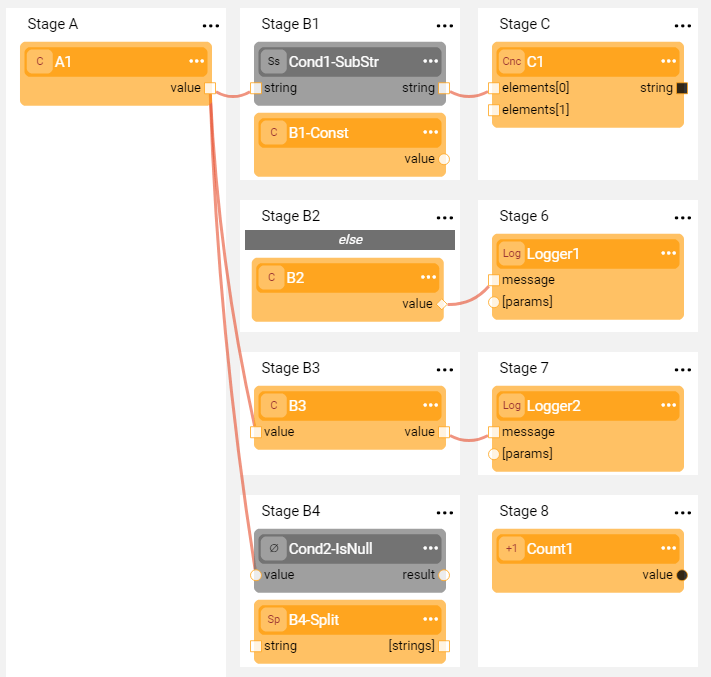 Stage A
C A1
value
Stage B1
Ss Cond1-SubStr
string string
C B1-Const
value
Stage C
Cnc C1
elements[0] string
elements[1]
Stage B2
else
C B2
value
Stage 6
Log Logger1
message
[params]
Stage B3
C B3
value value
Stage 7
Log Logger2
message
[params]
Stage B4
Ø Cond2-IsNull
value result
Sp B4-Split
string [strings]
Stage 8
+1 Count1
value